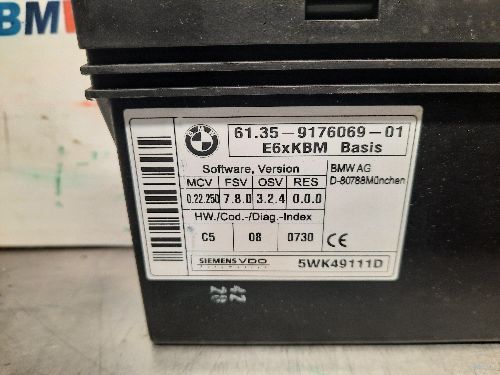 BMW
61.35-9176069-01
E6xKBM Basis
Software, Version
MCV FSV OSV RES
0.22.250 7.8.0 3.2.4 0.0.0
HW./Cod.-/Diag.-Index
C5 08 0730
BMW AG
D-80788München
CE
SIEMENS VDO
5WK49111D
42
28